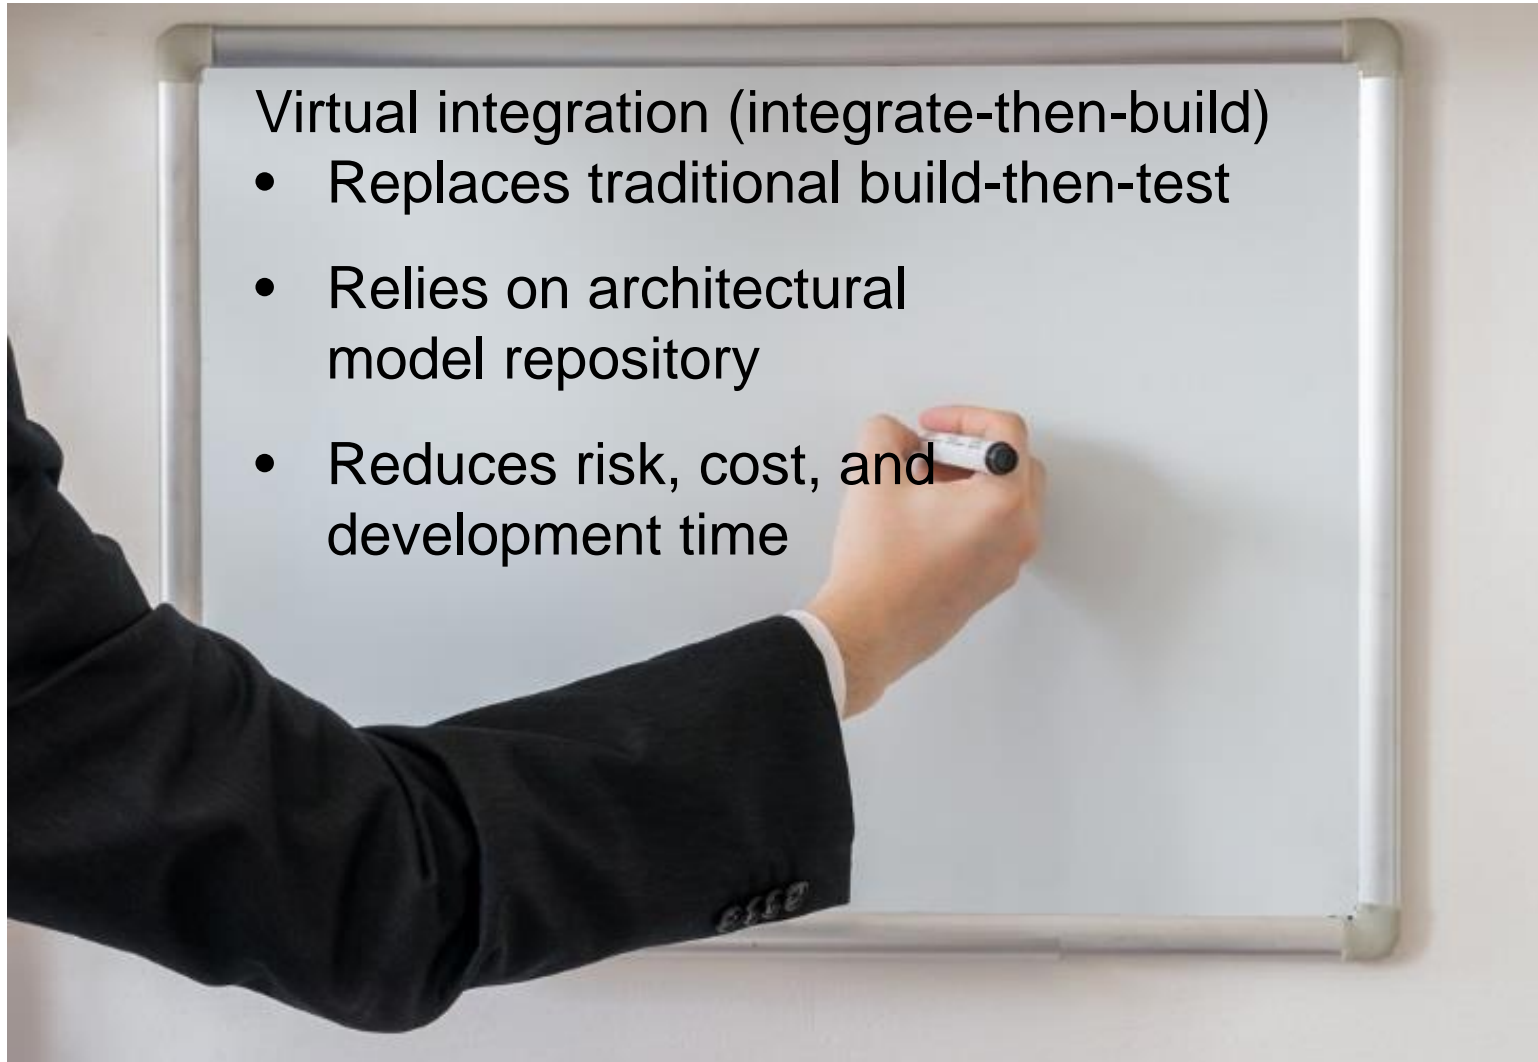 Virtual integration (integrate-then-build)
• Replaces traditional build-then-test
• Relies on architectural
model repository
• Reduces risk, cost, and
development time